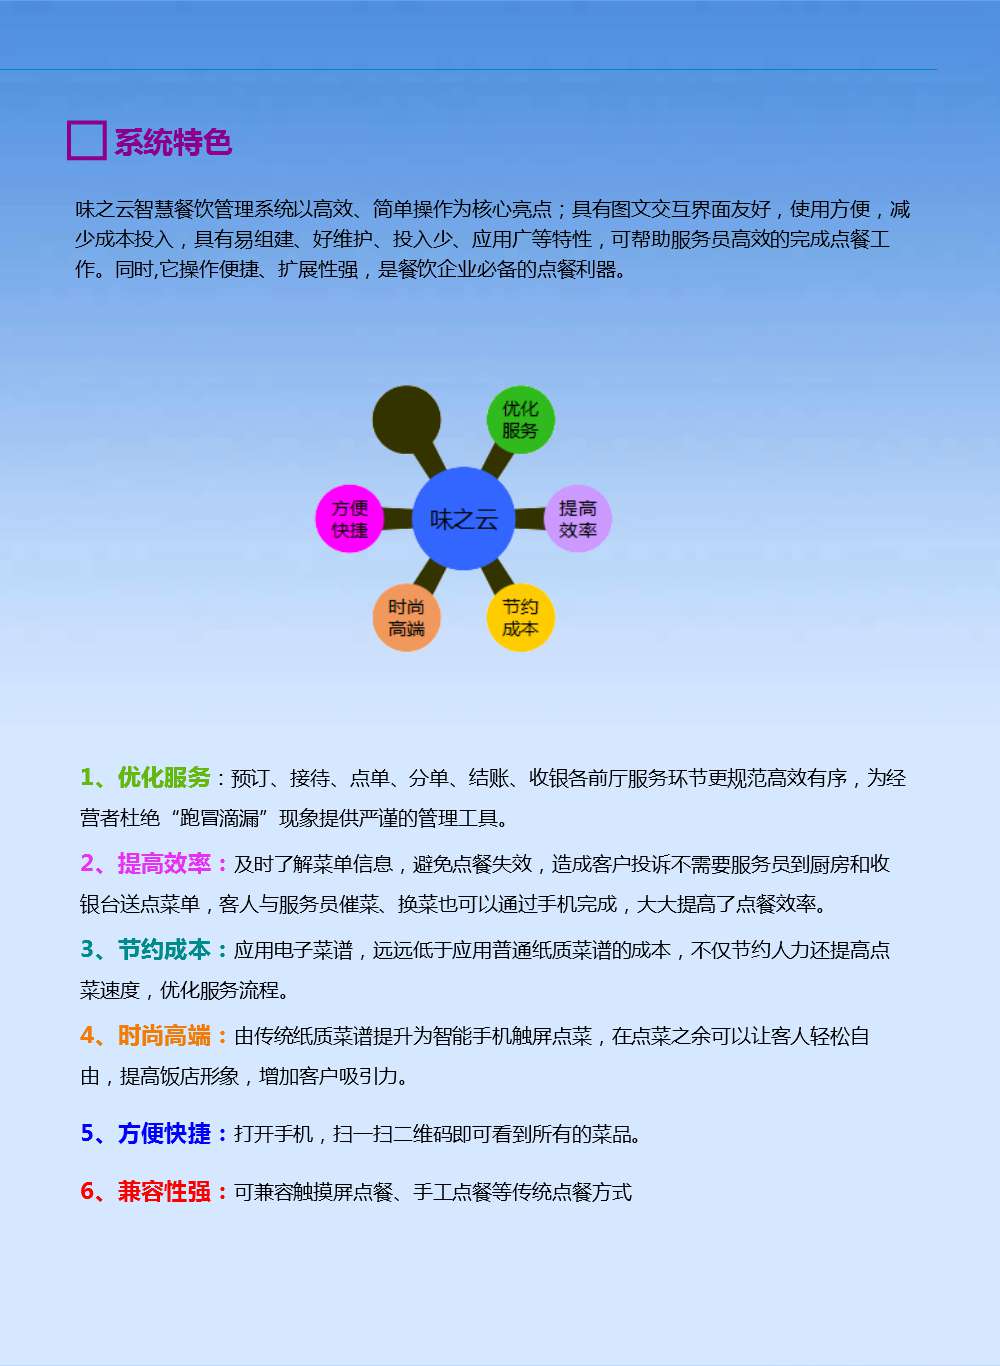 系统特色
味之云智慧餐饮管理系统以高效、简单操作为核心亮点；具有图文交互界面友好，使用方便，减
少成本投入，具有易组建、好维护、投入少、应用广等特性，可帮助服务员高效的完成点餐工
作。同时,它操作便捷、扩展性强，是餐饮企业必备的点餐利器。
优化
服务
方便
快捷
味之云
提高
效率
时尚
高端
节约
成本
1、优化服务：预订、接待、点单、分单、结账、收银各前厅服务环节更规范高效有序，为经
营者杜绝“跑冒滴漏”现象提供严谨的管理工具。
2、提高效率：及时了解菜单信息，避免点餐失效，造成客户投诉不需要服务员到厨房和收
银台送点菜单，客人与服务员催菜、换菜也可以通过手机完成，大大提高了点餐效率。
3、节约成本：应用电子菜谱，远远低于应用普通纸质菜谱的成本，不仅节约人力还提高点
菜速度，优化服务流程。
4、时尚高端：由传统纸质菜谱提升为智能手机触屏点菜，在点菜之余可以让客人轻松自
由，提高饭店形象，增加客户吸引力。
5、方便快捷：打开手机，扫一扫二维码即可看到所有的菜品。
6、兼容性强：可兼容触摸屏点餐、手工点餐等传统点餐方式